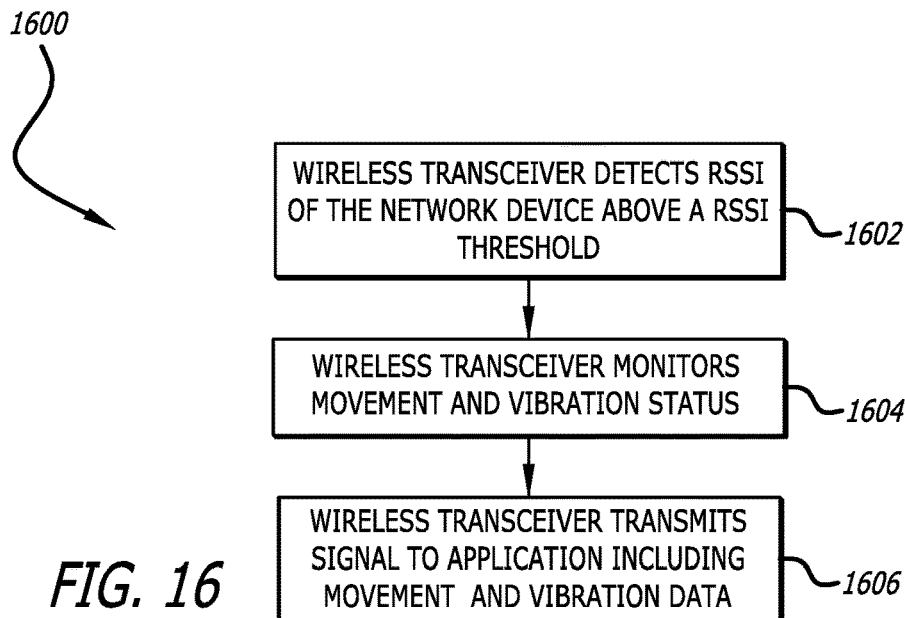 1600
WIRELESS TRANSCEIVER DETECTS RSSI
OF THE NETWORK DEVICE ABOVE A RSSI
THRESHOLD
1602
WIRELESS TRANSCEIVER MONITORS
MOVEMENT AND VIBRATION STATUS
1604
WIRELESS TRANSCEIVER TRANSMITS
SIGNAL TO APPLICATION INCLUDING
MOVEMENT AND VIBRATION DATA
1606
FIG. 16